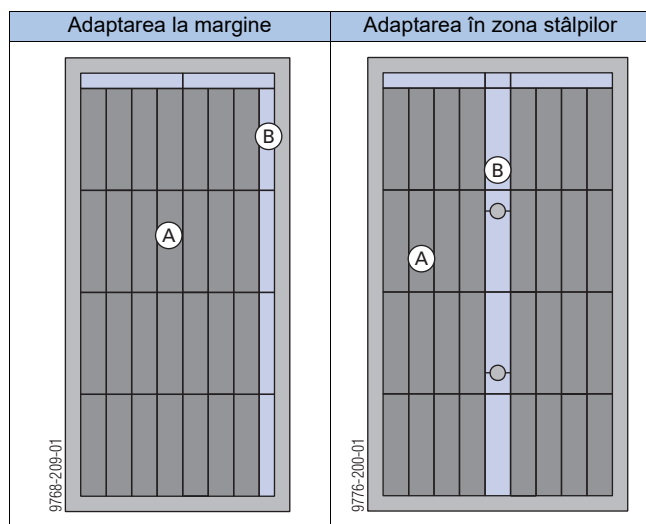 Adaptarea la margine
Adaptarea în zona stâlpilor
B
A
9768-209-01
B
A
9776-200-01